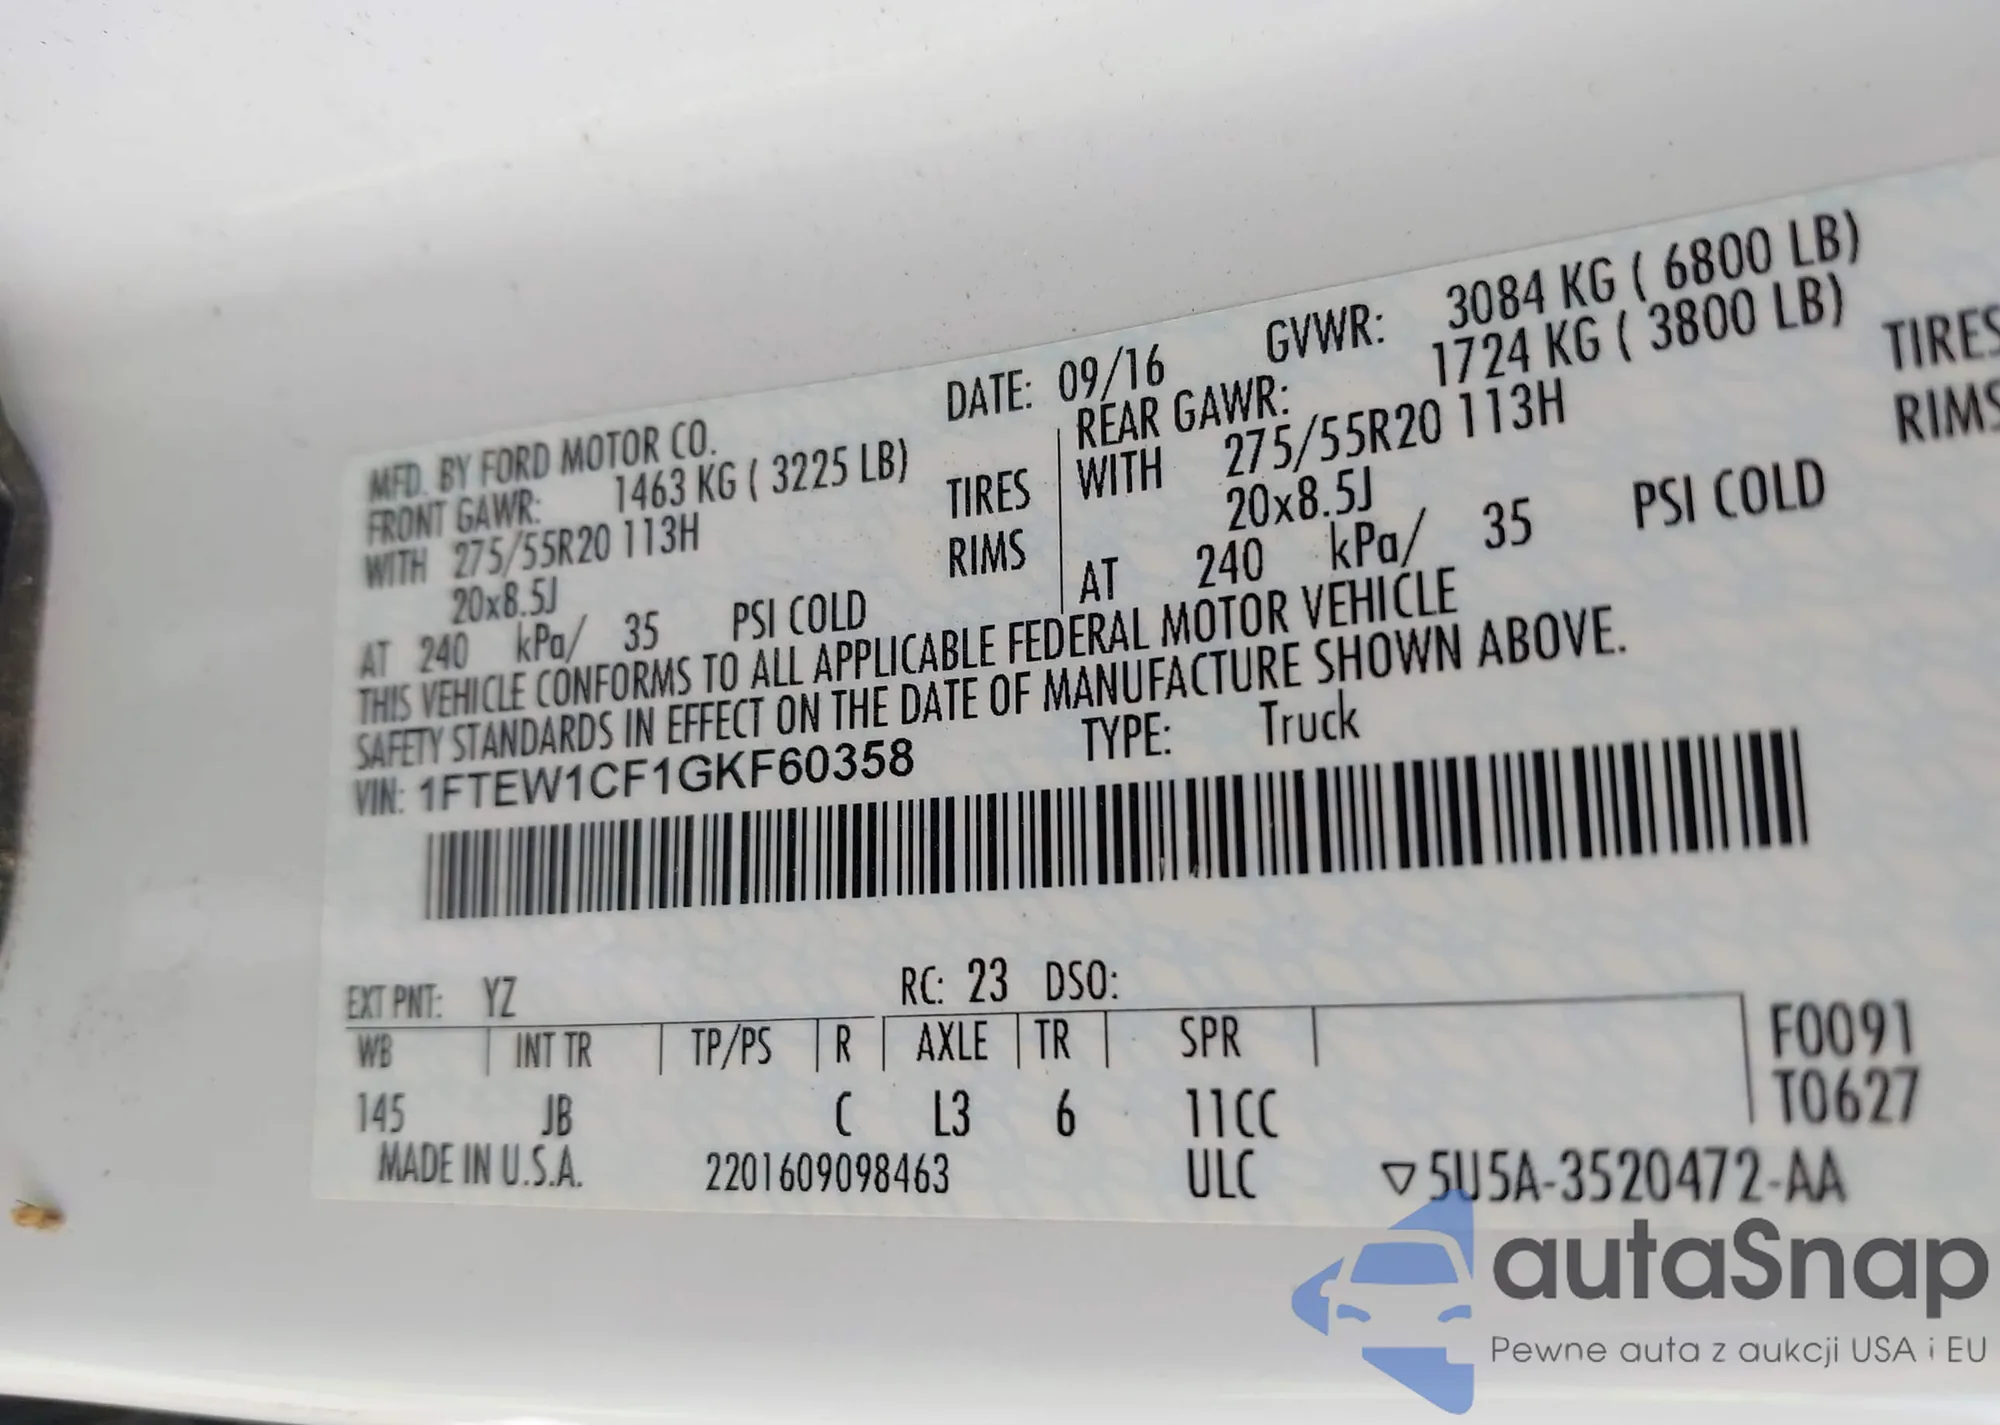 MFD. BY FORD MOTOR CO. DATE: 09/16 GVWR: 3084 KG ( 6800 LB)
FRONT GAWR: 1463 KG ( 3225 LB) REAR GAWR: 1724 KG ( 3800 LB)
WITH 275/55R20 113H TIRES WITH 275/55R20 113H TIRES
20x8.5J RIMS 20x8.5J RIMS
AT 240 kPa/ 35 PSI COLD AT 240 kPa/ 35 PSI COLD
THIS VEHICLE CONFORMS TO ALL APPLICABLE FEDERAL MOTOR VEHICLE
SAFETY STANDARDS IN EFFECT ON THE DATE OF MANUFACTURE SHOWN ABOVE.
VIN: 1FTEW1CF1GKF60358 TYPE: Truck
EXT PNT: YZ RC: 23 DSO:
WB INT TR TP/PS R AXLE TR SPR F0091
145 JB C L3 6 11CC T0627
MADE IN U.S.A. 2201609098463 ULC ▽5U5A-3520472-AA
autaSnap
Pewne auta z aukcji USA i EU